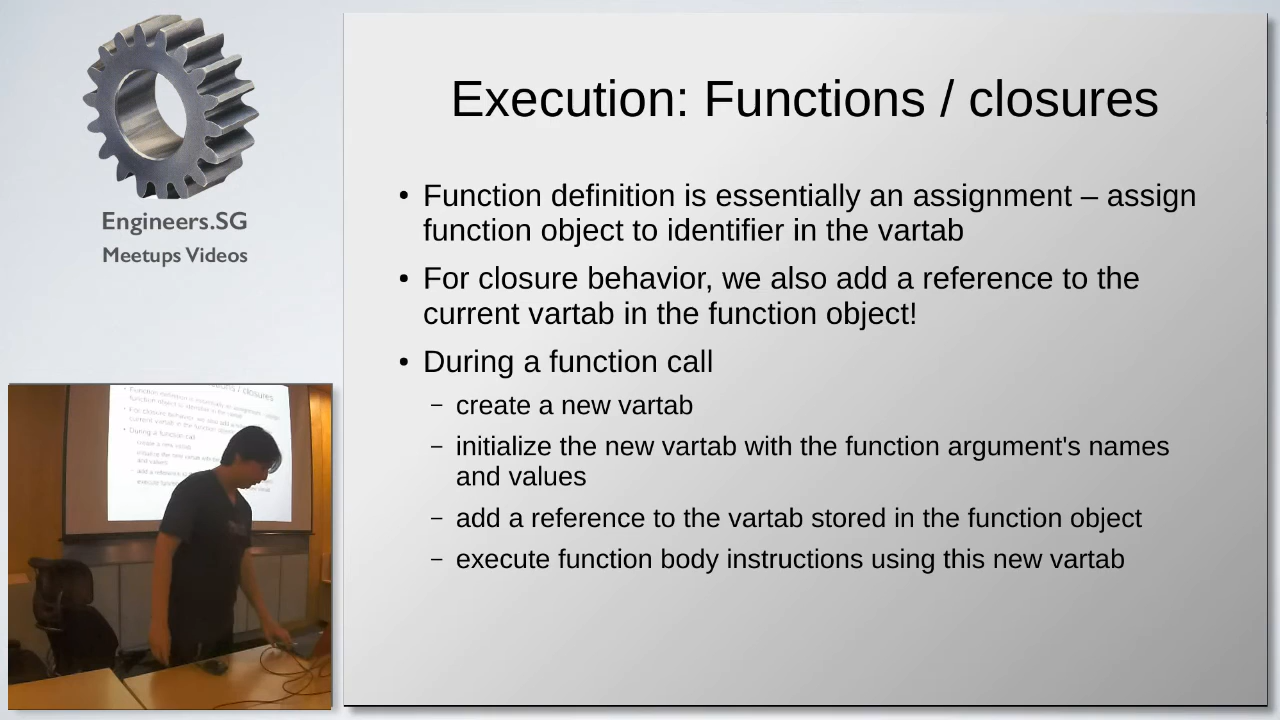 Engineers.SG
Meetups Videos
Execution: Functions / closures
• Function definition is essentially an assignment – assign
function object to identifier in the vartab
• For closure behavior, we also add a reference to the
current vartab in the function object!
• During a function call
– create a new vartab
– initialize the new vartab with the function argument's names
and values
– add a reference to the vartab stored in the function object
– execute function body instructions using this new vartab